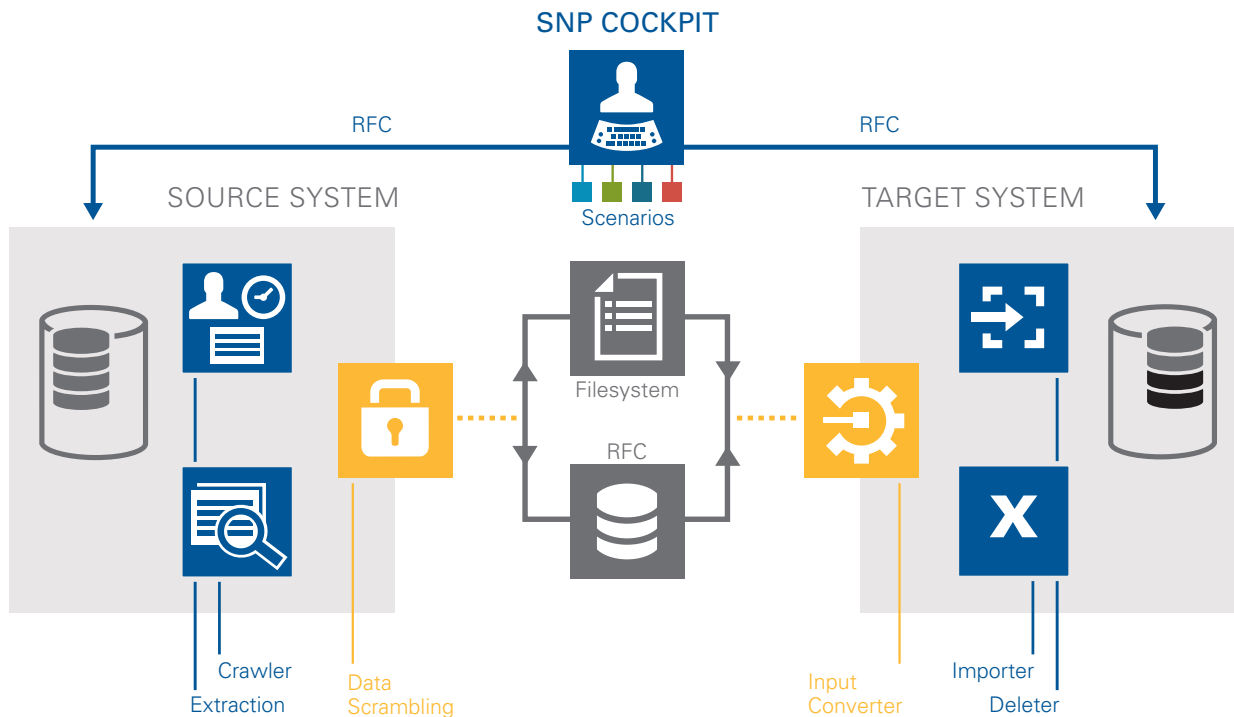 SNP COCKPIT
RFC
RFC
SOURCE SYSTEM
TARGET SYSTEM
Scenarios
Filesystem
RFC
X
Crawler
Extraction
Data
Scrambling
Input
Converter
Importer
Deleter